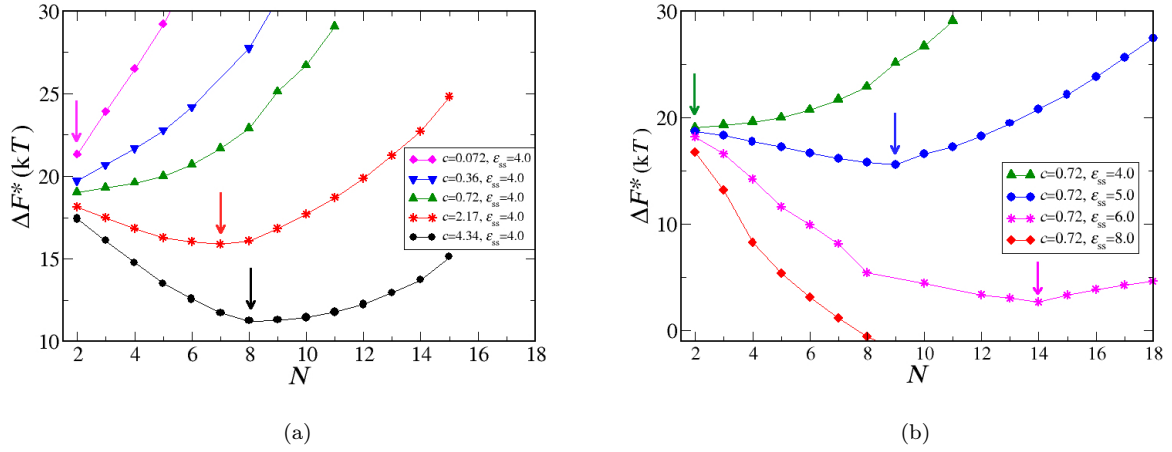 30
25
20
15
10
ΔF* (kT)
c=0.072, εss=4.0
c=0.36, εss=4.0
c=0.72, εss=4.0
c=2.17, εss=4.0
c=4.34, εss=4.0
2 4 6 8 10 12 14 16 18
N
(a)
30
20
10
0
ΔF* (kT)
c=0.72, εss=4.0
c=0.72, εss=5.0
c=0.72, εss=6.0
c=0.72, εss=8.0
2 4 6 8 10 12 14 16 18
N
(b)